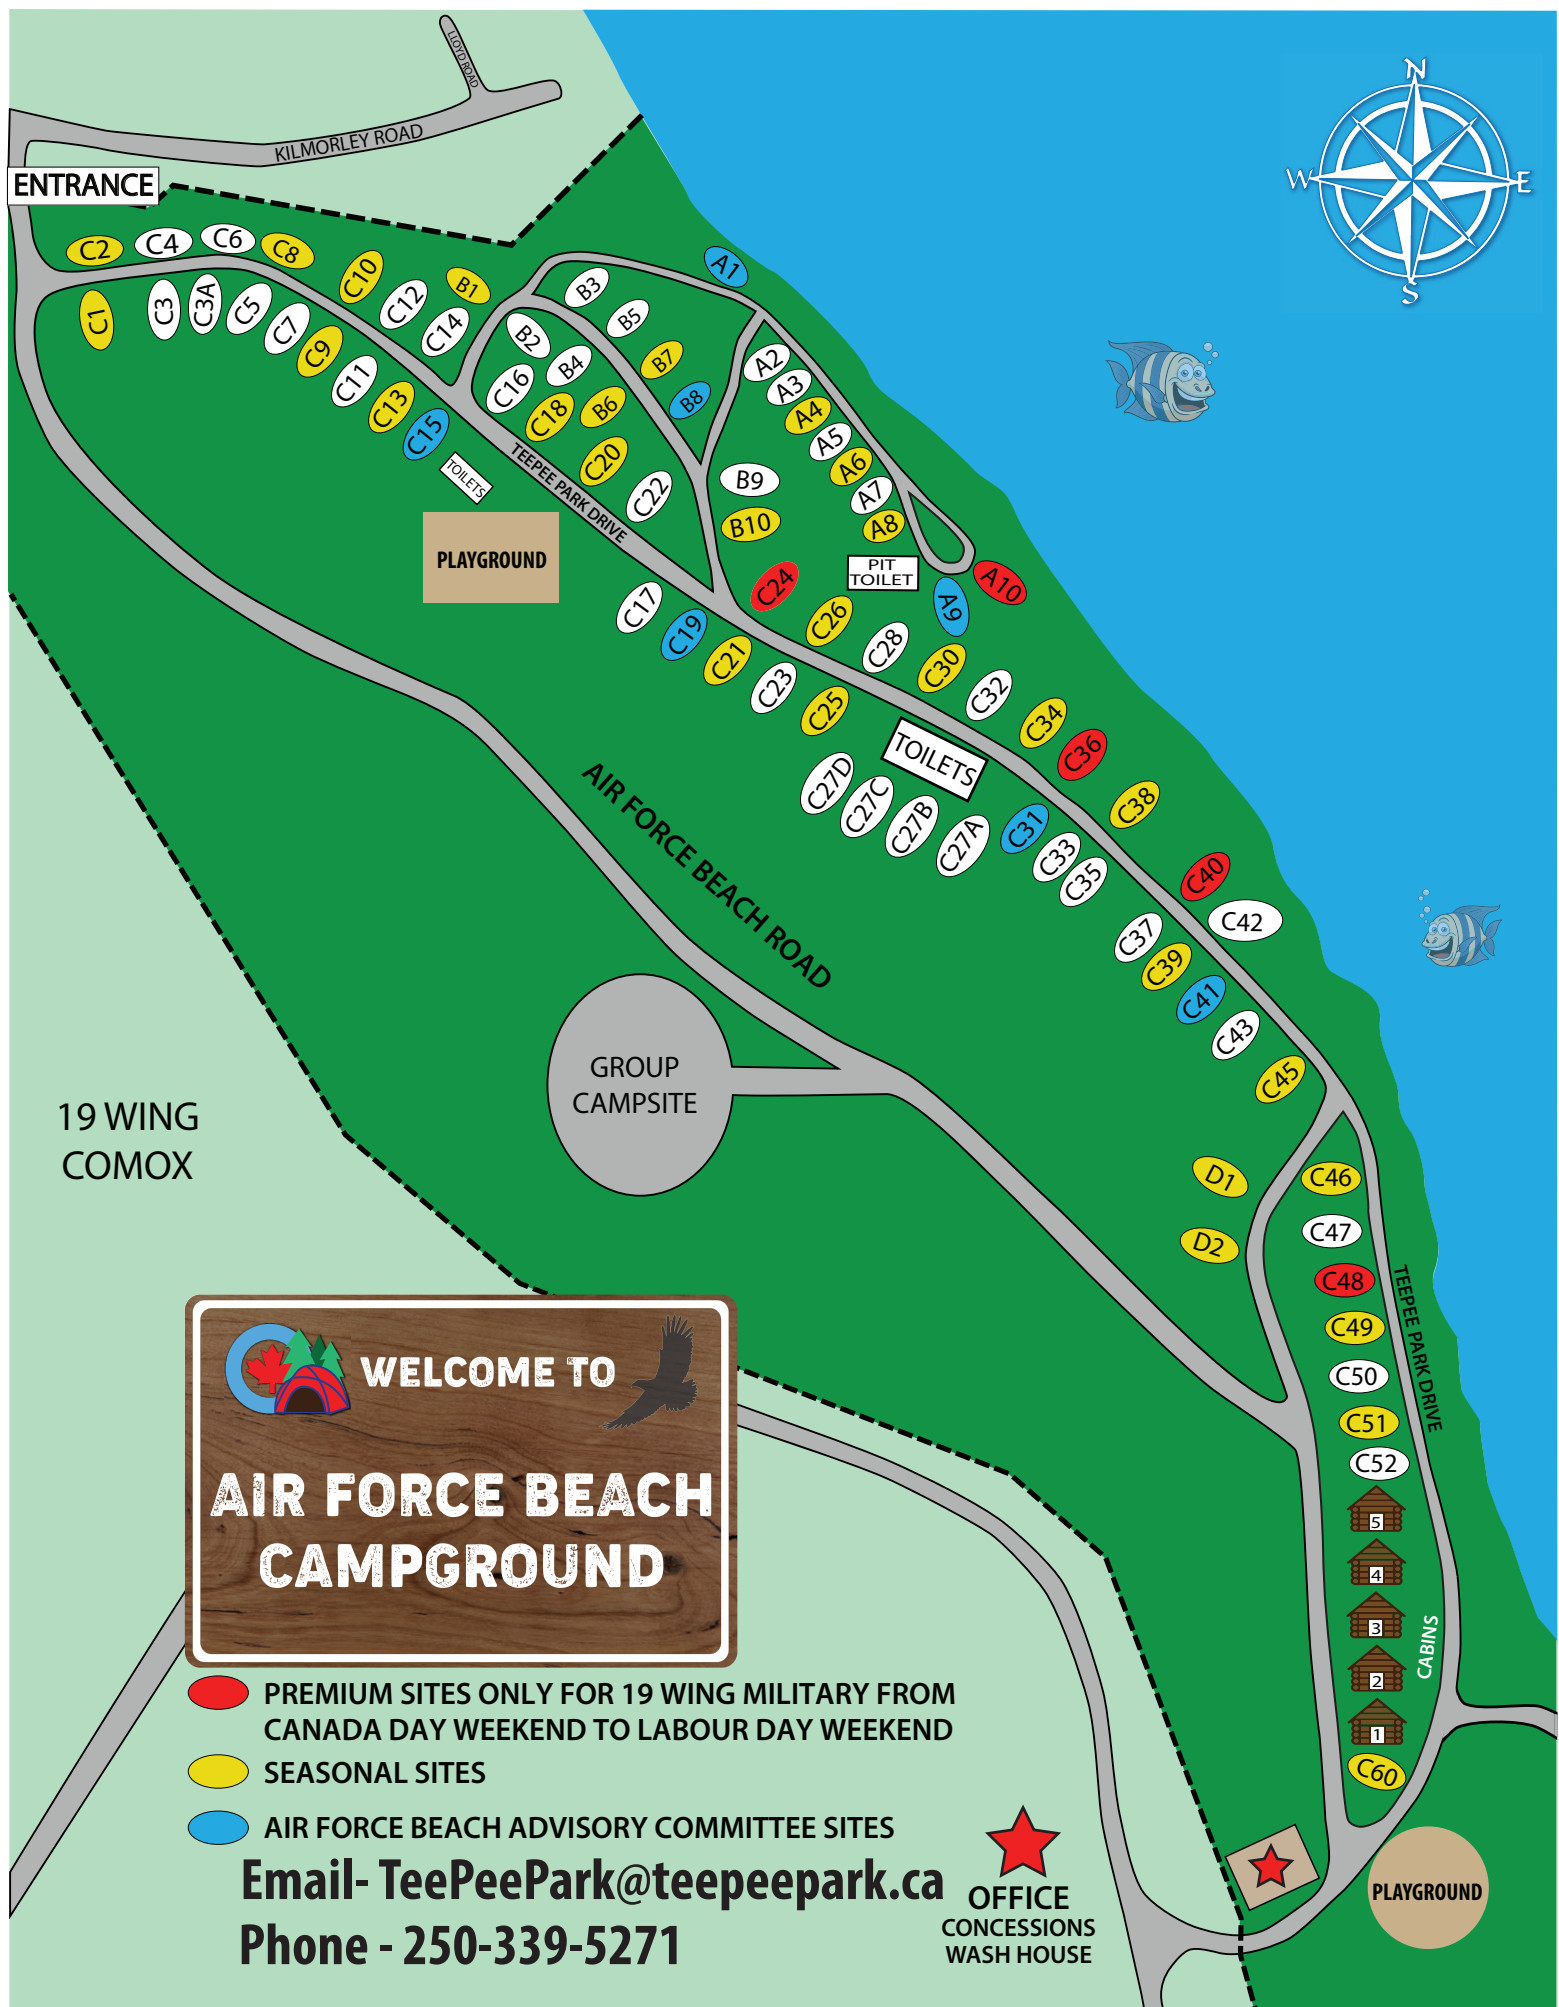 LLOYD ROAD
KILMORLEY ROAD
N
W
E
S
ENTRANCE
C2
C4
C6
C8
C10
C12
C14
B1
B3
B5
B7
B8
A1
C1
C3
C3A
C5
C7
C9
C11
C13
C15
B2
B4
B6
C16
C18
C20
C22
A2
A3
A4
A5
A6
A7
A8
B9
B10
TOILETS
TEEPEE PARK DRIVE
PLAYGROUND
PIT
TOILET
A9
A10
C24
C26
C28
C30
C32
C34
C36
C38
C40
C42
C17
C19
C21
C23
C25
TOILETS
C27D
C27C
C27B
C27A
C31
C33
C35
C37
C39
C41
C43
C45
AIR FORCE BEACH ROAD
GROUP
CAMPSITE
19 WING
COMOX
D1
D2
C46
C47
C48
C49
C50
C51
C52
TEEPEE PARK DRIVE
5
4
3
2
1
CABINS
C60
WELCOME TO
AIR FORCE BEACH
CAMPGROUND
PREMIUM SITES ONLY FOR 19 WING MILITARY FROM
CANADA DAY WEEKEND TO LABOUR DAY WEEKEND
SEASONAL SITES
AIR FORCE BEACH ADVISORY COMMITTEE SITES
Email- TeePeePark@teepeepark.ca
Phone - 250-339-5271
OFFICE
CONCESSIONS
WASH HOUSE
PLAYGROUND